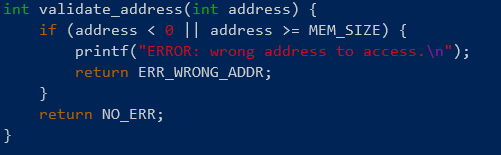 int validate_address(int address) {
    if (address < 0 || address >= MEM_SIZE) {
        printf("ERROR: wrong address to access.\n");
        return ERR_WRONG_ADDR;
    }
    return NO_ERR;
}